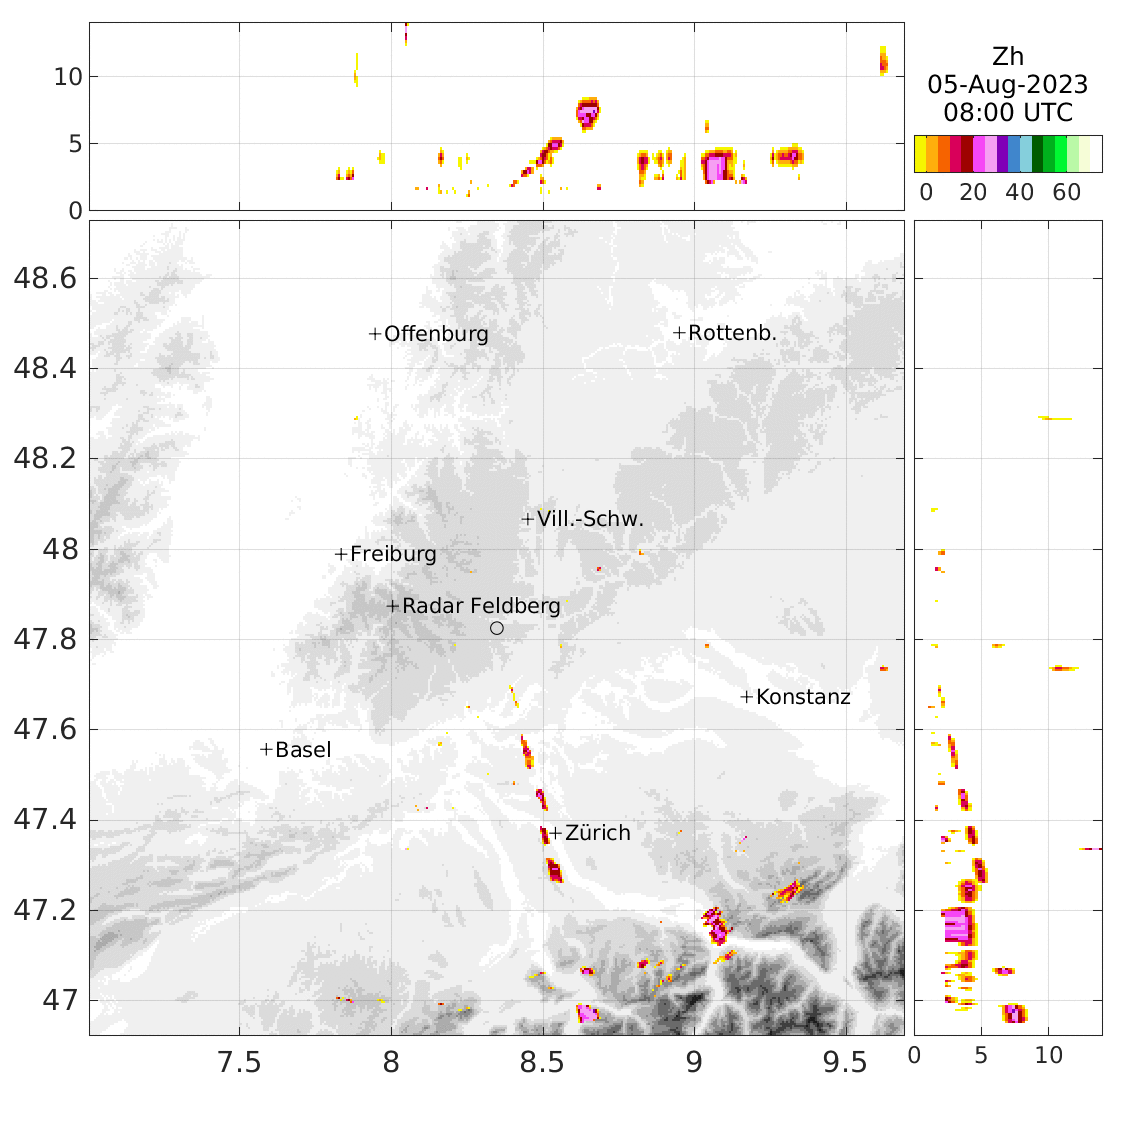 Zh
05-Aug-2023
08:00 UTC
0 20 40 60
10
5
0
48.6
48.4
48.2
48
47.8
47.6
47.4
47.2
47
Offenburg
Rottenb.
Vill.-Schw.
Freiburg
Radar Feldberg
Konstanz
Basel
Zürich
7.5 8 8.5 9 9.5
0 5 10